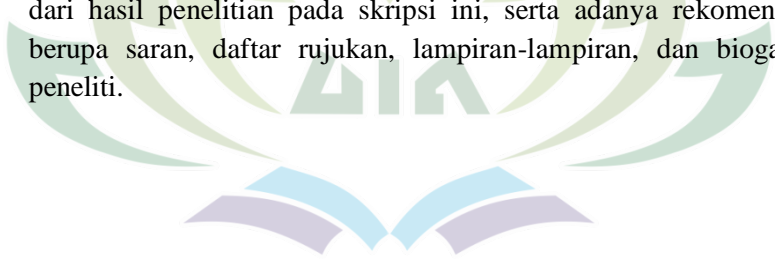 dari hasil penelitian pada skripsi ini, serta adanya rekomen
berupa saran, daftar rujukan, lampiran-lampiran, dan bioga
peneliti.